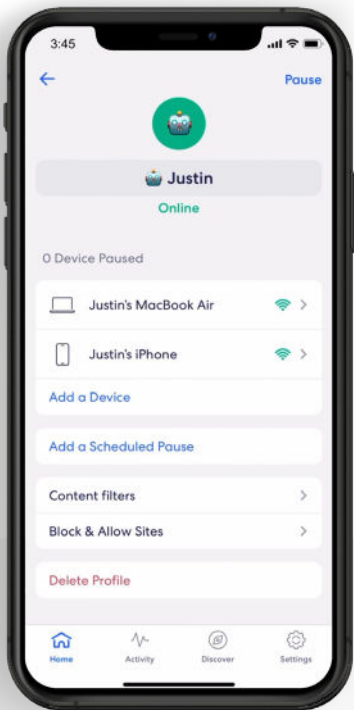 3:45
Pause
Justin
Online
0 Device Paused
Justin's MacBook Air
Justin's iPhone
Add a Device
Add a Scheduled Pause
Content filters
Block & Allow Sites
Delete Profile
Home Activity Discover Settings